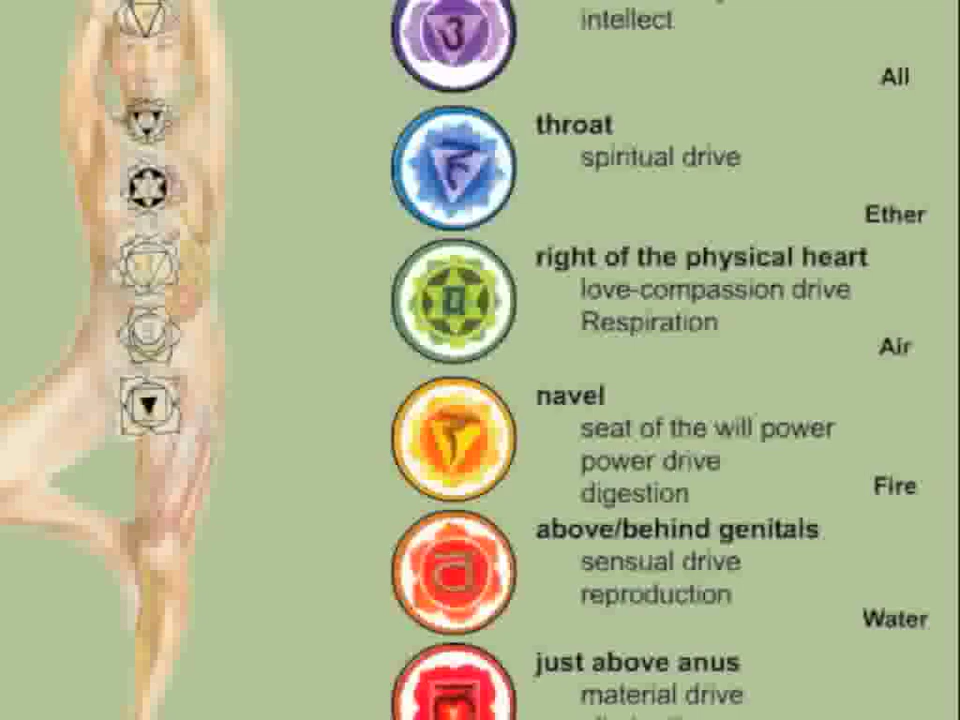 intellect
All
throat
spiritual drive
Ether
right of the physical heart
love-compassion drive
Respiration
Air
navel
seat of the will power
power drive
digestion
Fire
above/behind genitals
sensual drive
reproduction
Water
just above anus
material drive